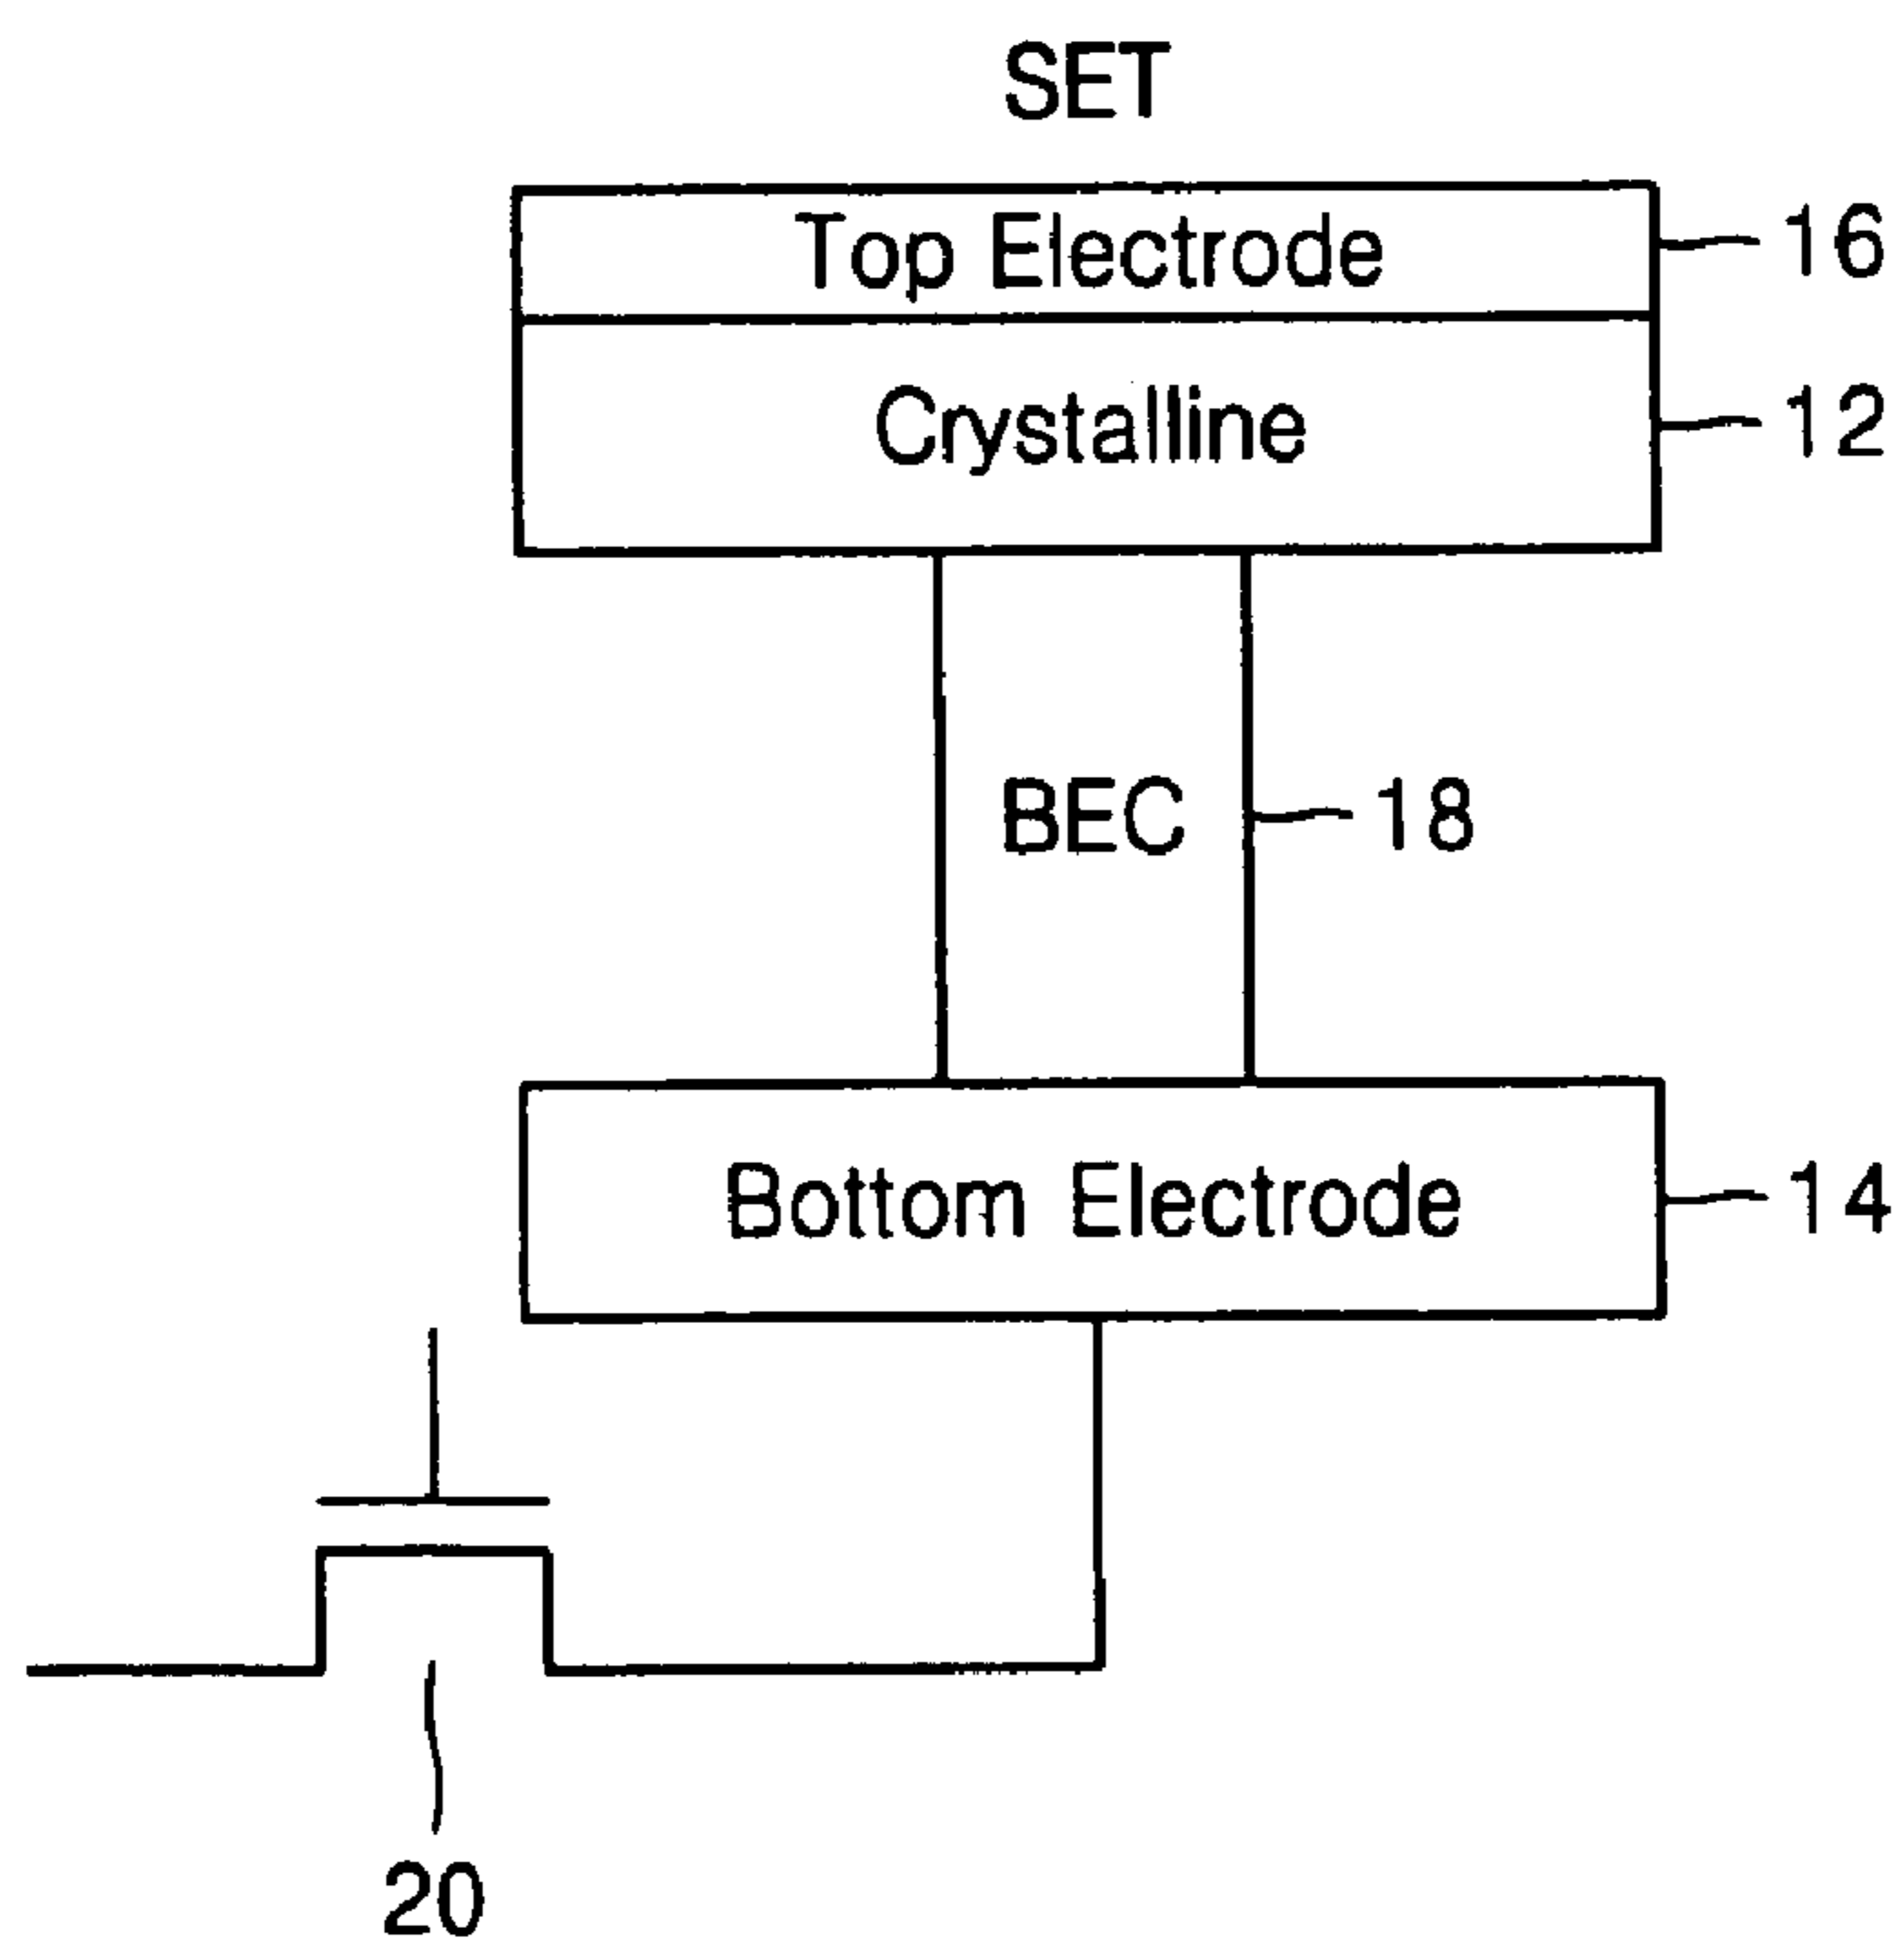 SET
Top Electrode 16
Crystalline 12
BEC 18
Bottom Electrode 14
20